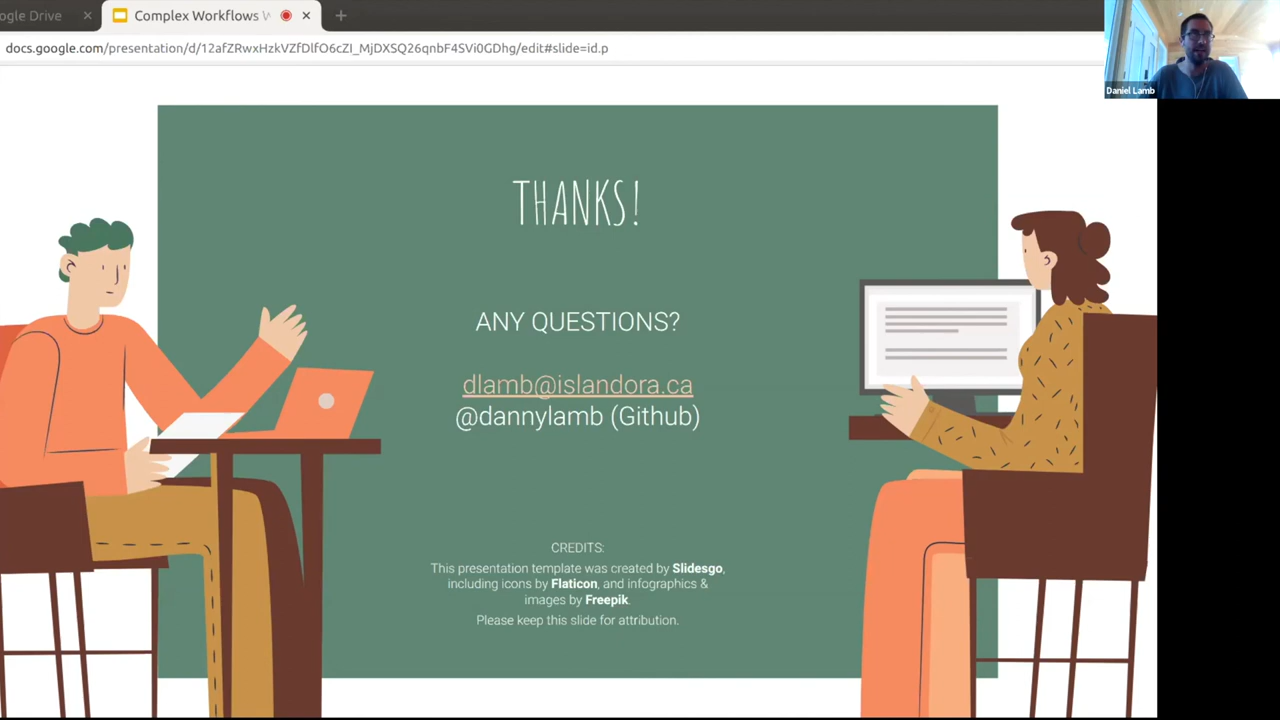 ogle Drive
Complex Workflows W
docs.google.com/presentation/d/12afZRwxHzkVZfDlfO6cZI_MjDXSQ26qnbF4SVi0GDhg/edit#slide=id.p
Daniel Lamb
THANKS!
ANY QUESTIONS?
dlamb@islandora.ca
@dannylamb (Github)
CREDITS:
This presentation template was created by Slidesgo,
including icons by Flaticon, and infographics &
images by Freepik.
Please keep this slide for attribution.